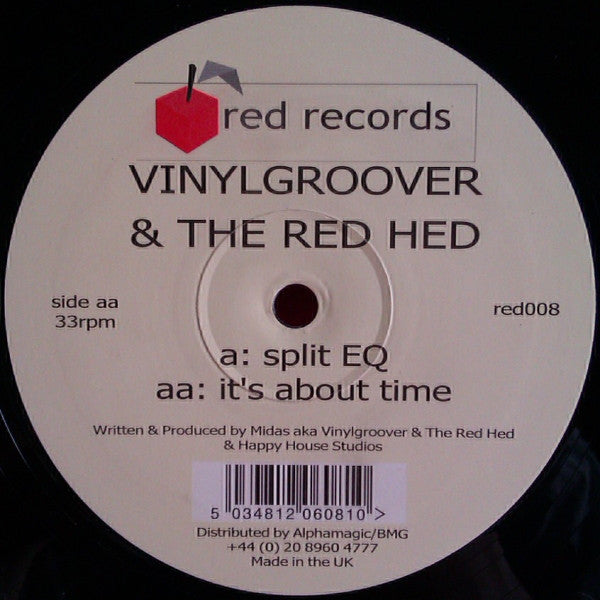 red records
VINYLGROOVER
& THE RED HED
side aa
33rpm
red008
a: split EQ
aa: it's about time
Written & Produced by Midas aka Vinylgroover & The Red Hed
& Happy House Studios
5 034812 060810 >
Distributed by Alphamagic/BMG
+44 (0) 20 8960 4777
Made in the UK